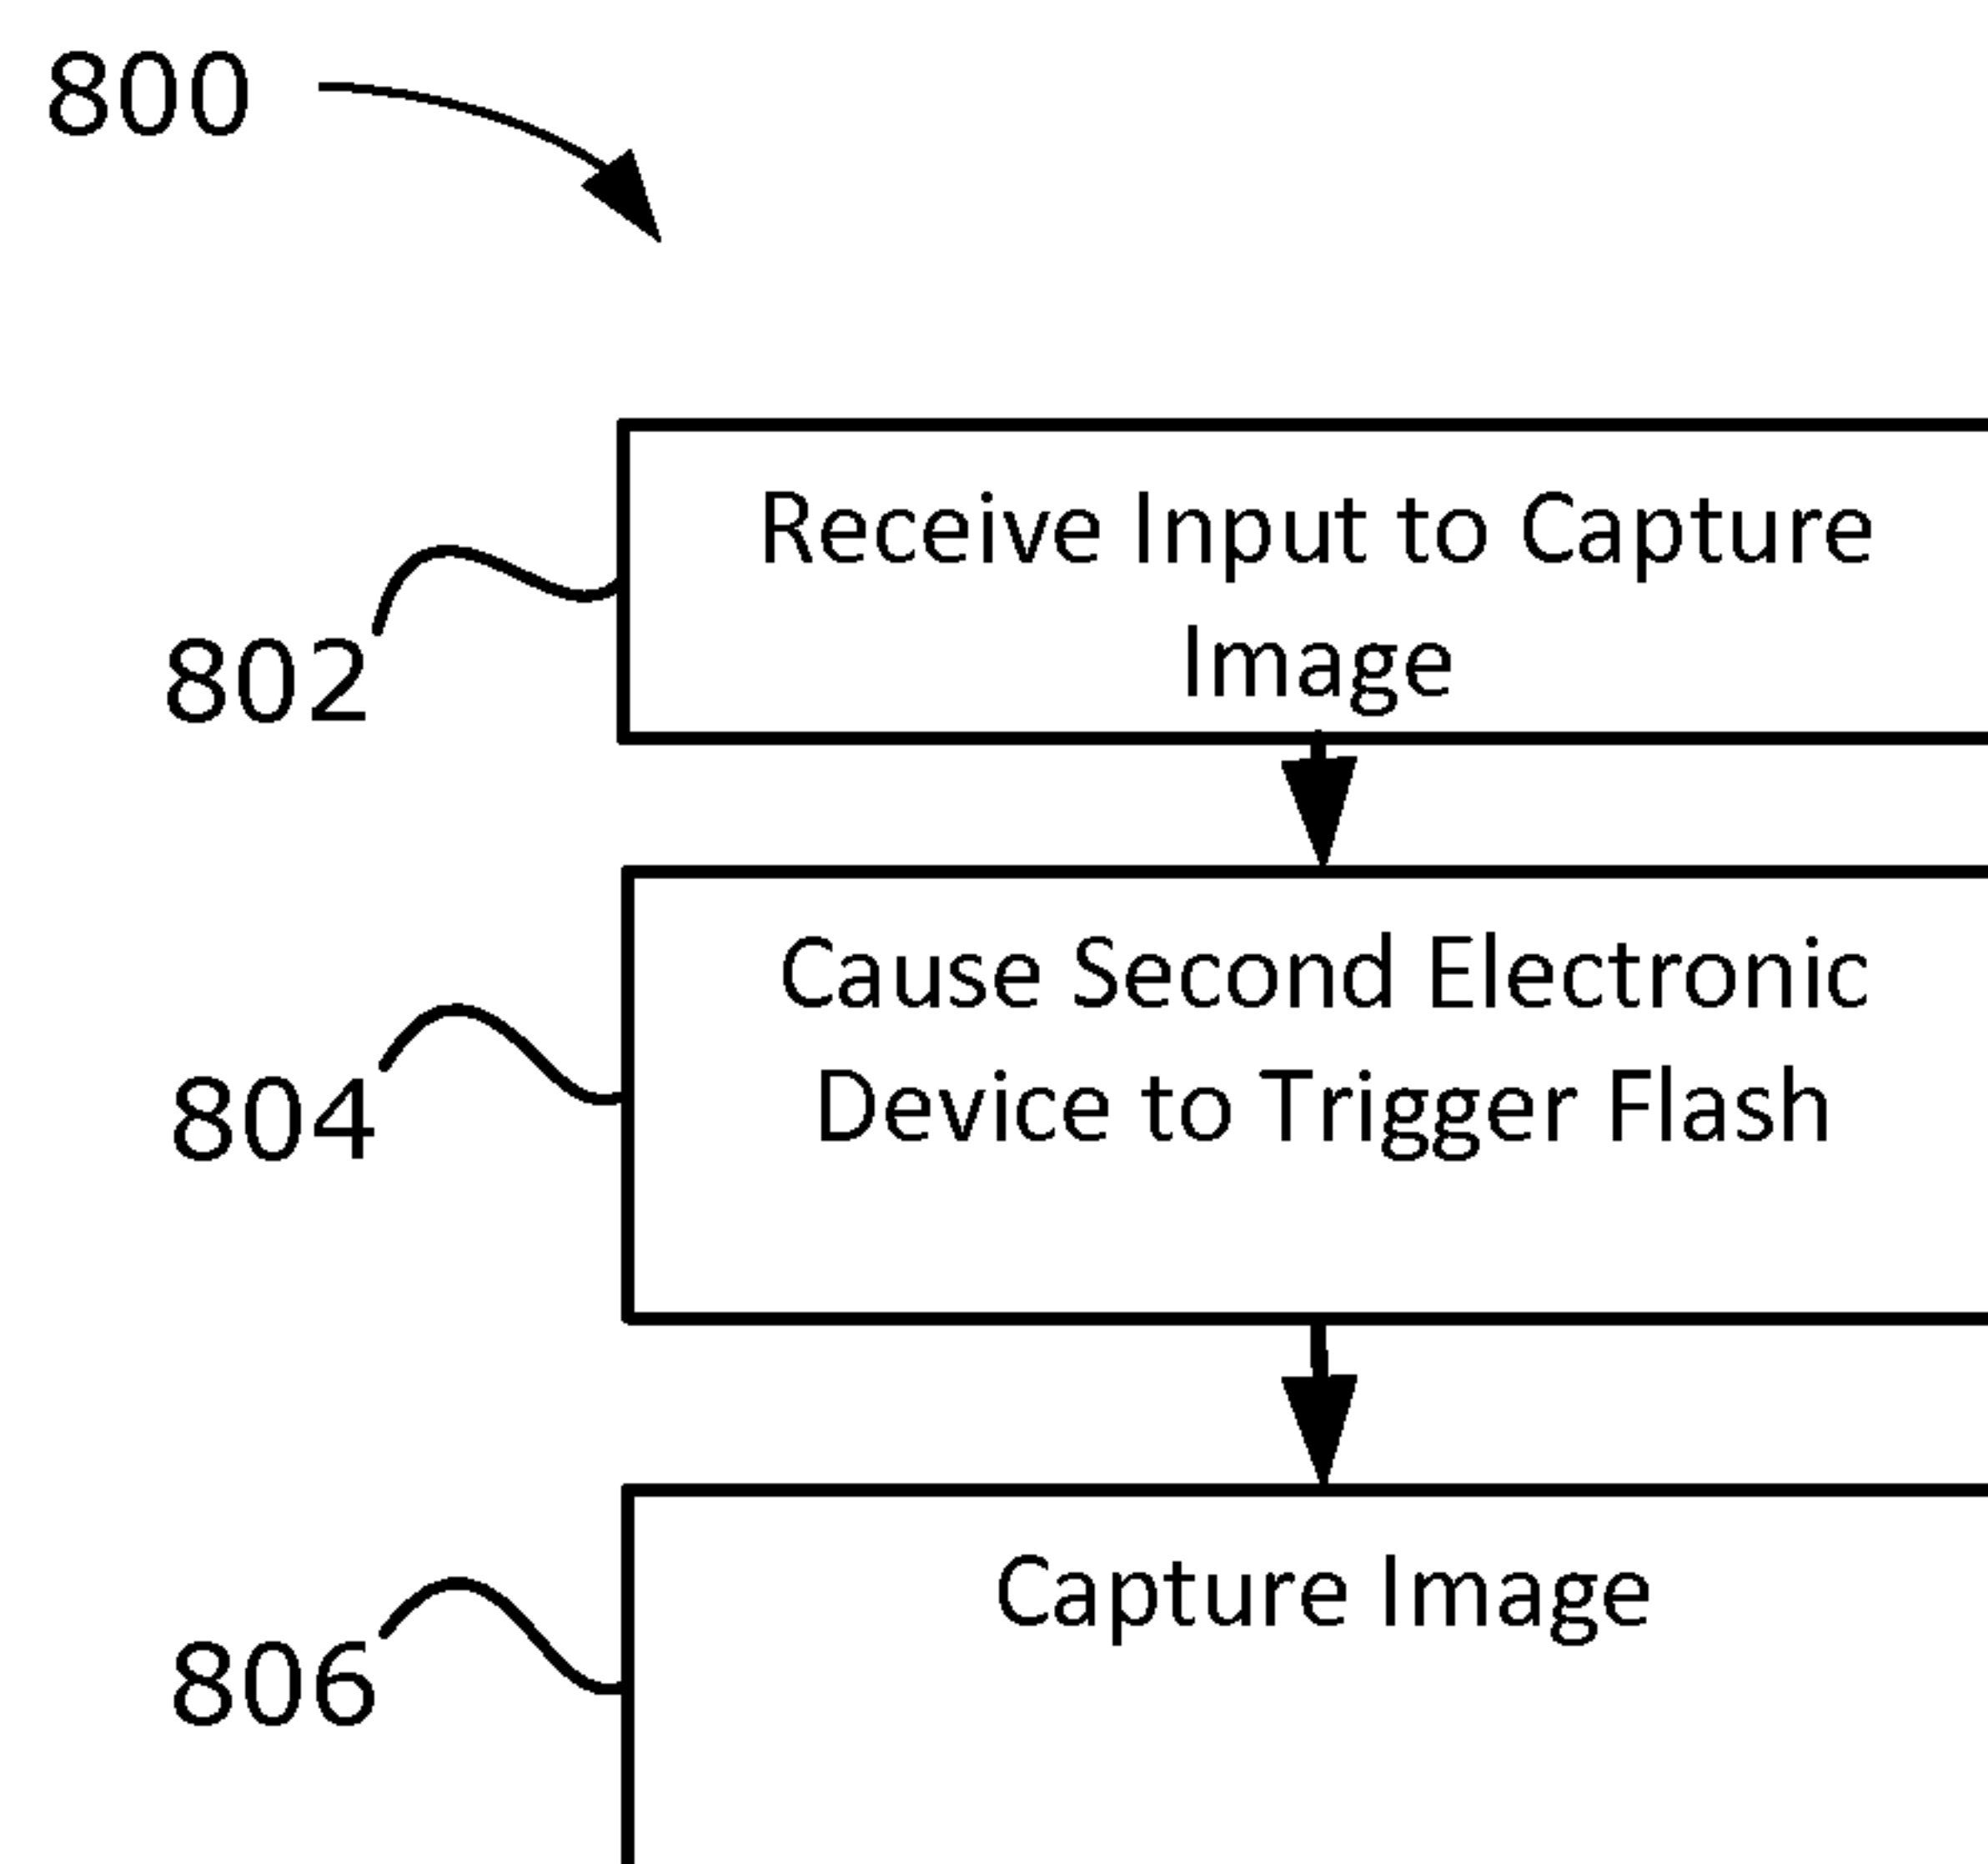 800
Receive Input to Capture
Image
802
Cause Second Electronic
Device to Trigger Flash
804
Capture Image
806